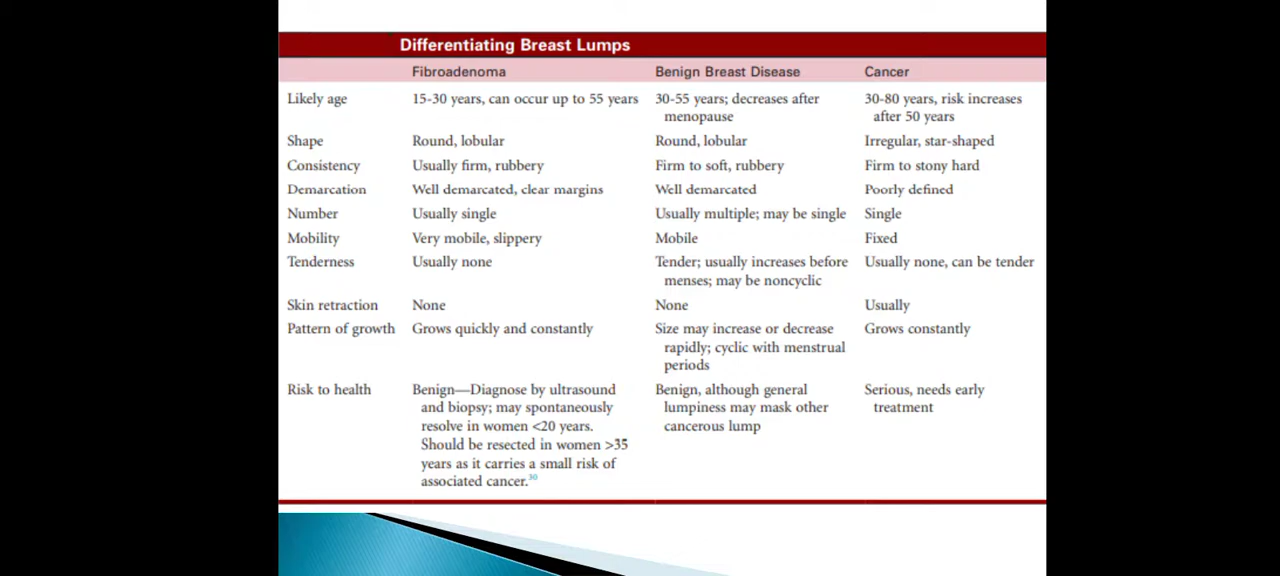 Differentiating Breast Lumps
Fibroadenoma Benign Breast Disease Cancer
Likely age 15-30 years, can occur up to 55 years 30-55 years; decreases after 30-80 years, risk increases
menopause after 50 years
Shape Round, lobular Round, lobular Irregular, star-shaped
Consistency Usually firm, rubbery Firm to soft, rubbery Firm to stony hard
Demarcation Well demarcated, clear margins Well demarcated Poorly defined
Number Usually single Usually multiple; may be single Single
Mobility Very mobile, slippery Mobile Fixed
Tenderness Usually none Tender; usually increases before Usually none, can be tender
menses; may be noncyclic
Skin retraction None None Usually
Pattern of growth Grows quickly and constantly Size may increase or decrease Grows constantly
rapidly; cyclic with menstrual
periods
Risk to health Benign—Diagnose by ultrasound Benign, although general Serious, needs early
and biopsy; may spontaneously lumpiness may mask other treatment
resolve in women <20 years. cancerous lump
Should be resected in women >35
years as it carries a small risk of
associated cancer.30